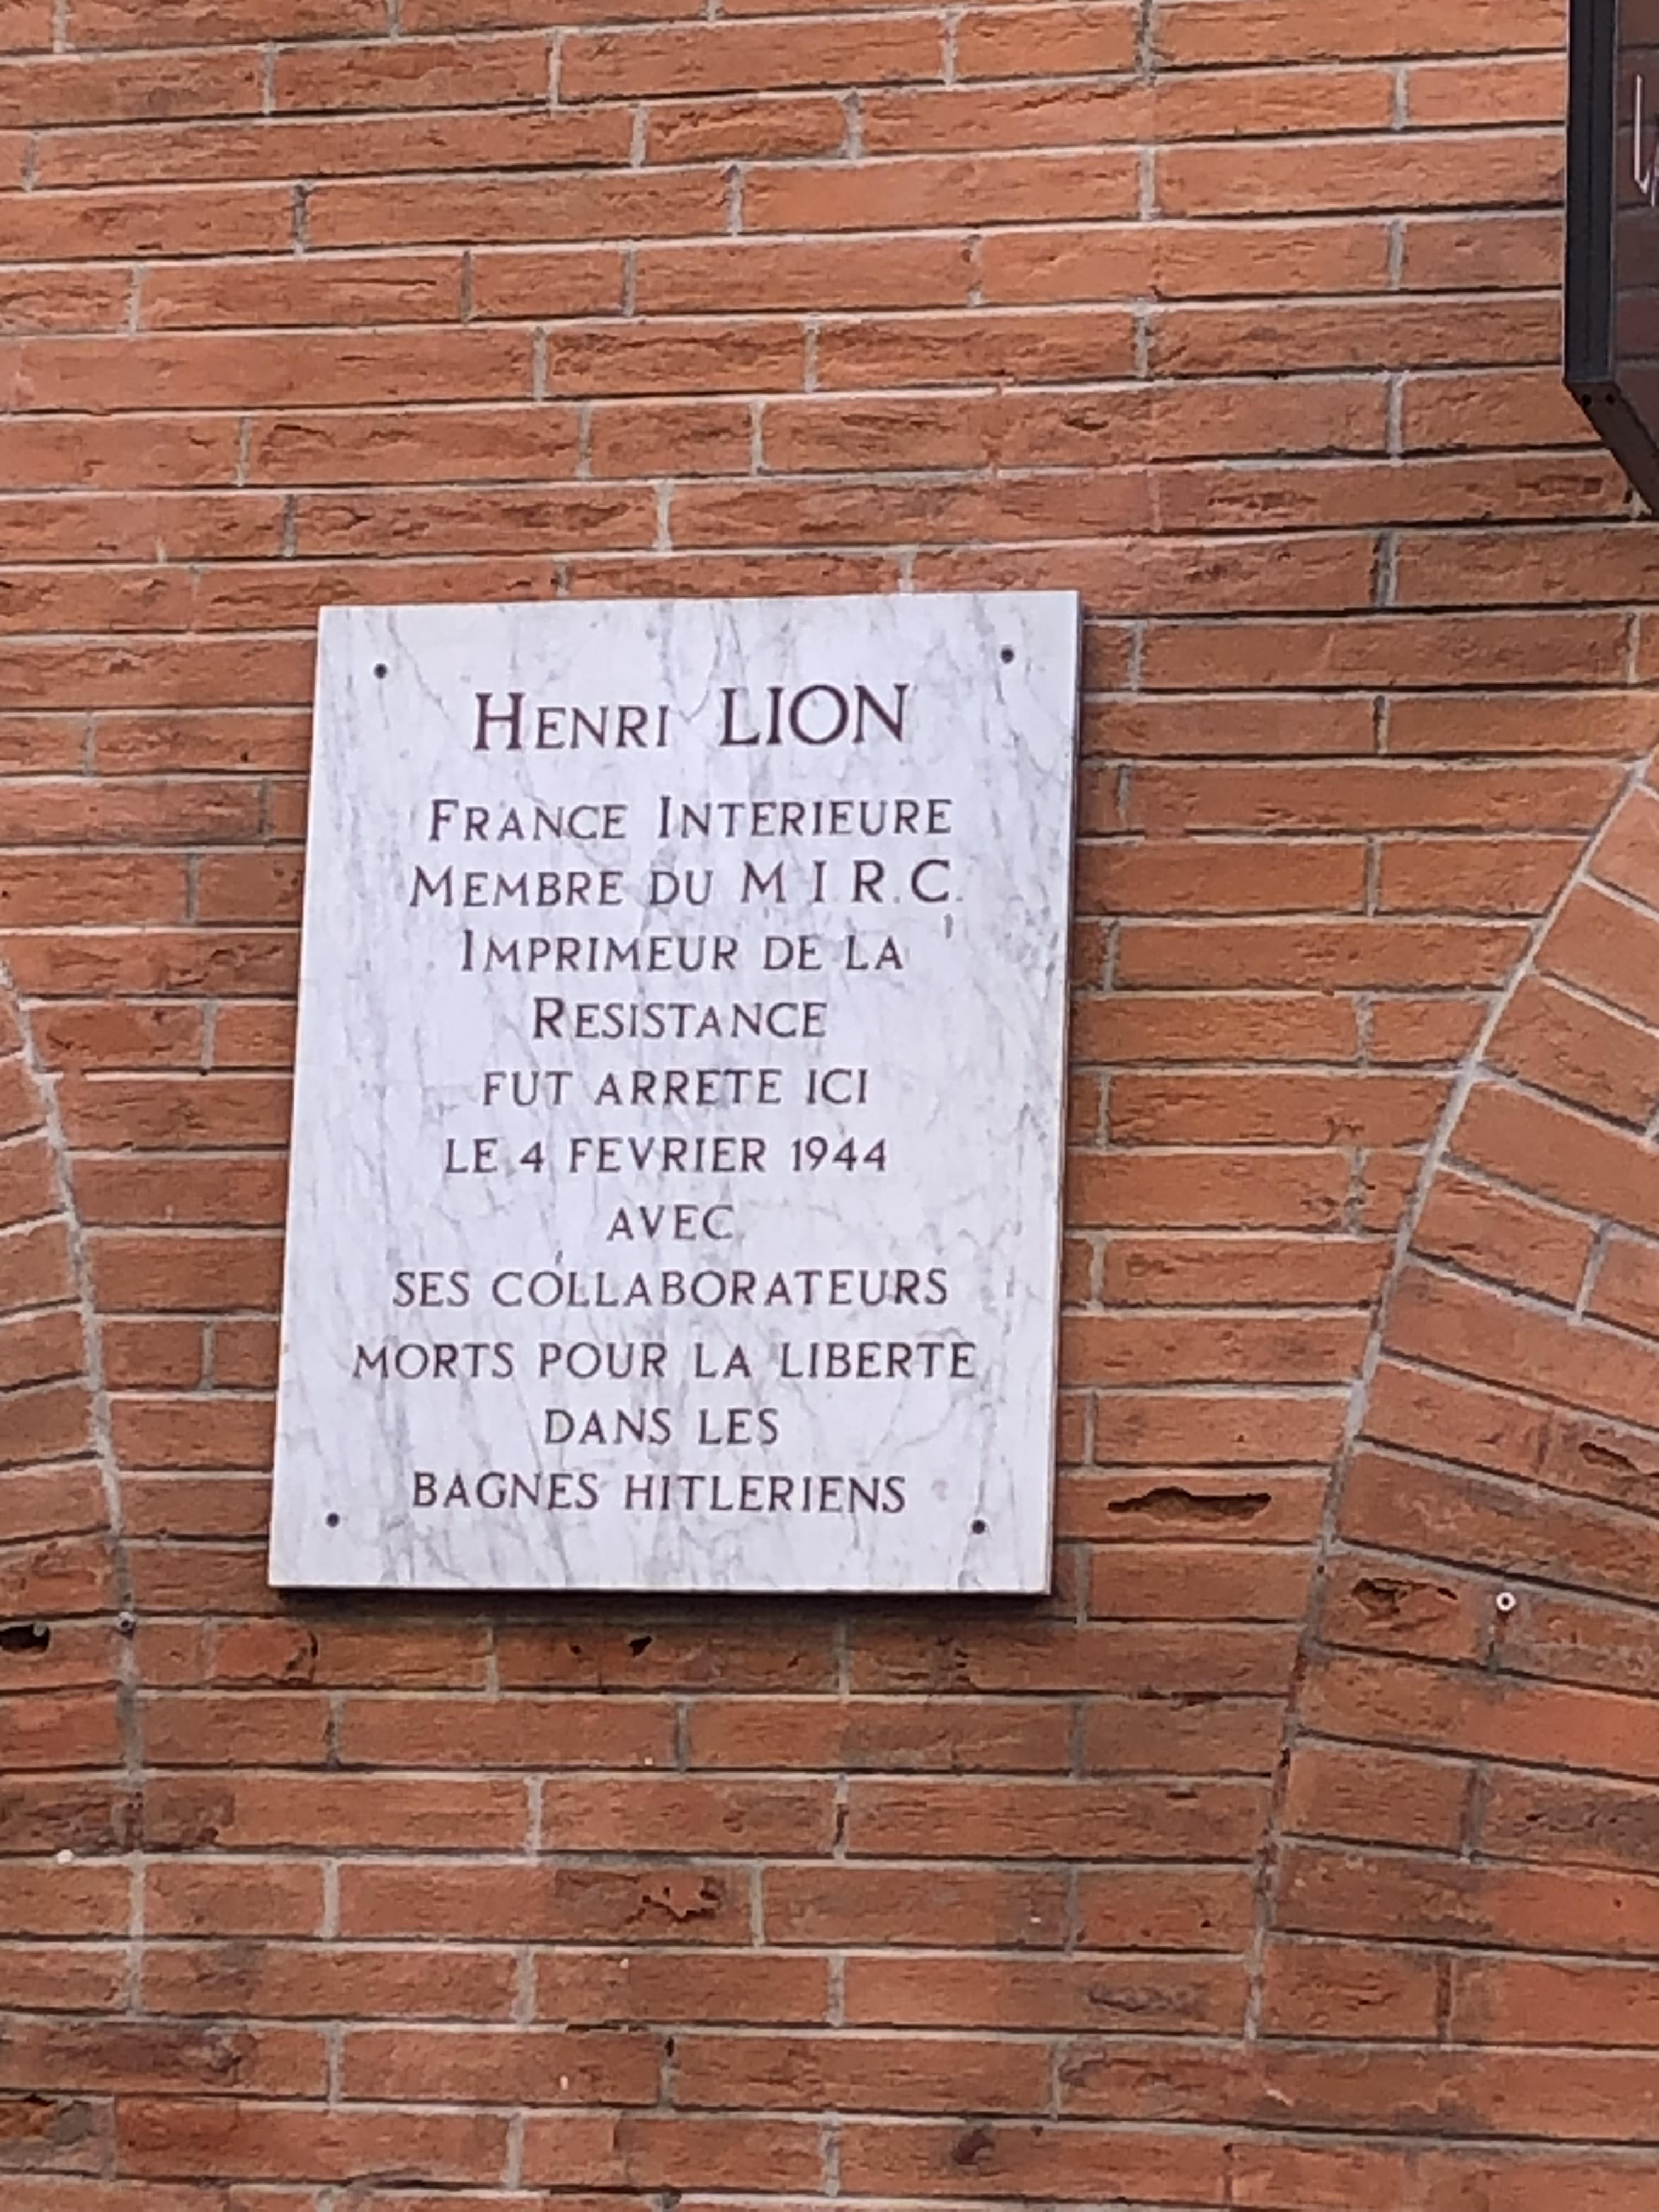 HENRI LION
FRANCE INTERIEURE
MEMBRE DU M I R.C.
IMPRIMEUR DE LA
RESISTANCE
FUT ARRETE ICI
LE 4 FEVRIER 1944
AVEC
SES COLLABORATEURS
MORTS POUR LA LIBERTE
DANS LES
BAGNES HITLERIENS